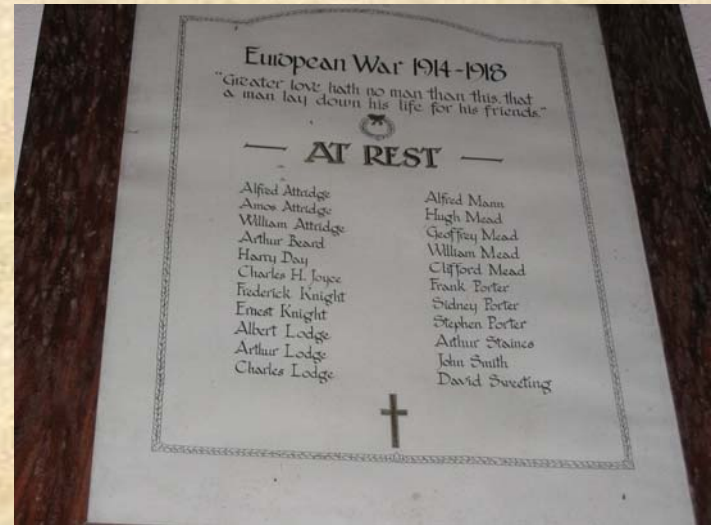 European War 1914-1918
"Greater love hath no man than this, that
a man lay down his life for his friends."
AT REST
Alfred Attridge
Amos Attridge
William Attridge
Arthur Beard
Harry Day
Charles H. Joyce
Frederick Knight
Ernest Knight
Albert Lodge
Arthur Lodge
Charles Lodge
Alfred Mann
Hugh Mead
Geoffrey Mead
William Mead
Clifford Mead
Frank Porter
Sidney Porter
Stephen Porter
Arthur Staines
John Smith
David Sweeting